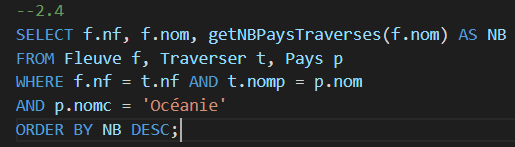 --2.4
SELECT f.nf, f.nom, getNBPaysTraverses(f.nom) AS NB
FROM Fleuve f, Traverser t, Pays p
WHERE f.nf = t.nf AND t.nomp = p.nom
AND p.nomc = 'Océanie'
ORDER BY NB DESC;